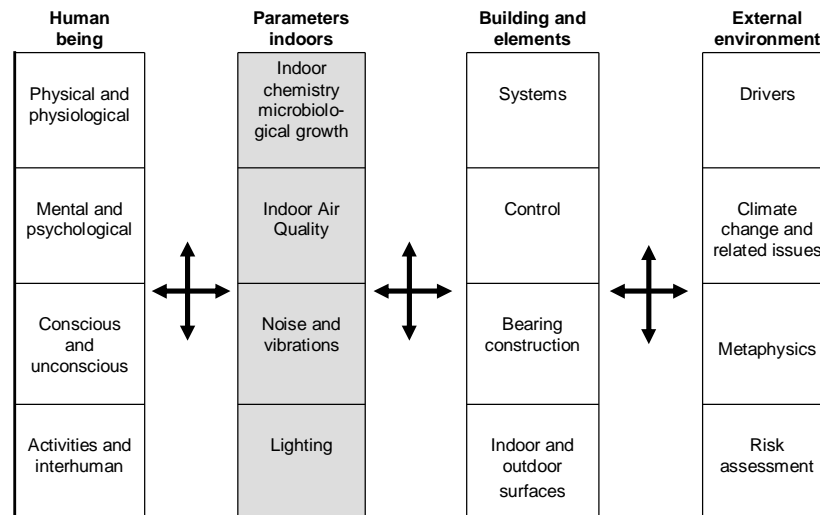 Human
being
Parameters
indoors
Building and
elements
External
environment
Physical and
physiological
Indoor
chemistry
microbiolo-
gical growth
Systems
Drivers
Mental and
psychological
Indoor Air
Quality
Control
Climate
change and
related issues
Conscious
and
unconscious
Noise and
vibrations
Bearing
construction
Metaphysics
Activities and
interhuman
Lighting
Indoor and
outdoor
surfaces
Risk
assessment